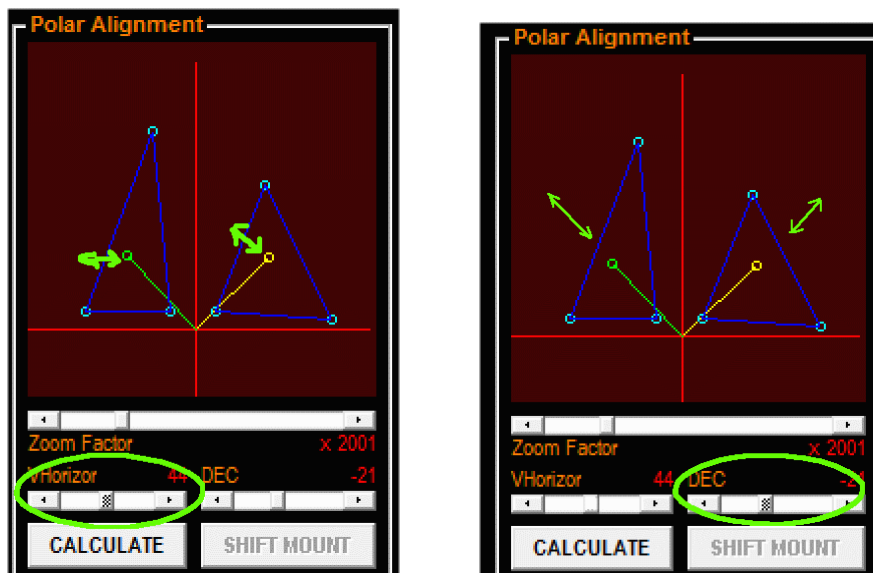 Polar Alignment
Zoom Factor x 2001
VHorizor 44 DEC -21
CALCULATE SHIFT MOUNT
Polar Alignment
Zoom Factor x 2001
VHorizor 44 DEC -21
CALCULATE SHIFT MOUNT